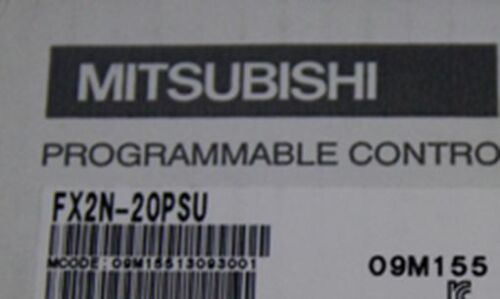 MITSUBISHI
PROGRAMMABLE CONTRO
FX2N-20PSU
MCODE:09M15513093001
09M155